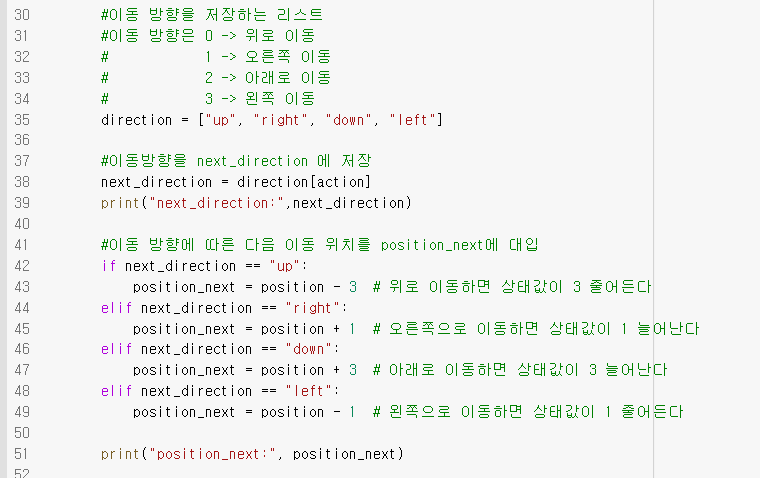 30 #이동 방향을 저장하는 리스트
31 #이동 방향은 0 -> 위로 이동
32 # 1 -> 오른쪽 이동
33 # 2 -> 아래로 이동
34 # 3 -> 왼쪽 이동
35 direction = ["up", "right", "down", "left"]
36
37 #이동방향을 next_direction 에 저장
38 next_direction = direction[action]
39 print("next_direction:",next_direction)
40
41 #이동 방향에 따른 다음 이동 위치를 position_next에 대입
42 if next_direction == "up":
43 position_next = position - 3 # 위로 이동하면 상태값이 3 줄어든다
44 elif next_direction == "right":
45 position_next = position + 1 # 오른쪽으로 이동하면 상태값이 1 늘어난다
46 elif next_direction == "down":
47 position_next = position + 3 # 아래로 이동하면 상태값이 3 늘어난다
48 elif next_direction == "left":
49 position_next = position - 1 # 왼쪽으로 이동하면 상태값이 1 줄어든다
50
51 print("position_next:", position_next)
52